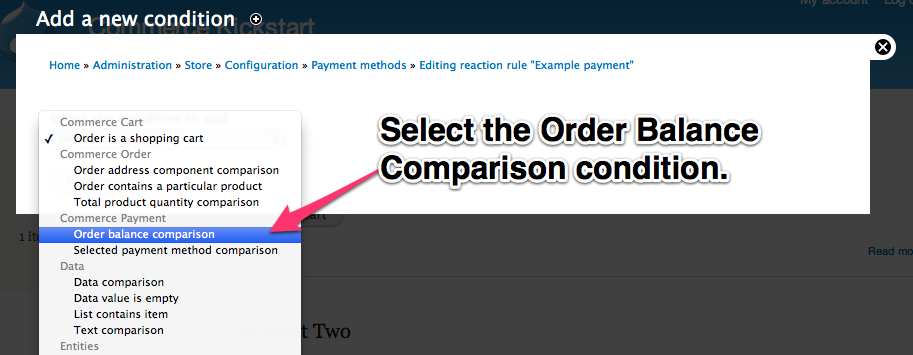 Add a new condition
Commerce Kickstart
My account
Log
Home » Administration » Store » Configuration » Payment methods » Editing reaction rule "Example payment"
Commerce Cart
✓ Order is a shopping cart
Commerce Order
Order address component comparison
Order contains a particular product
Total product quantity comparison
Commerce Payment
Order balance comparison
Selected payment method comparison
Data
Data comparison
Data value is empty
List contains item
Text comparison
Entities
Select the Order Balance
Comparison condition.
Read mo
Two